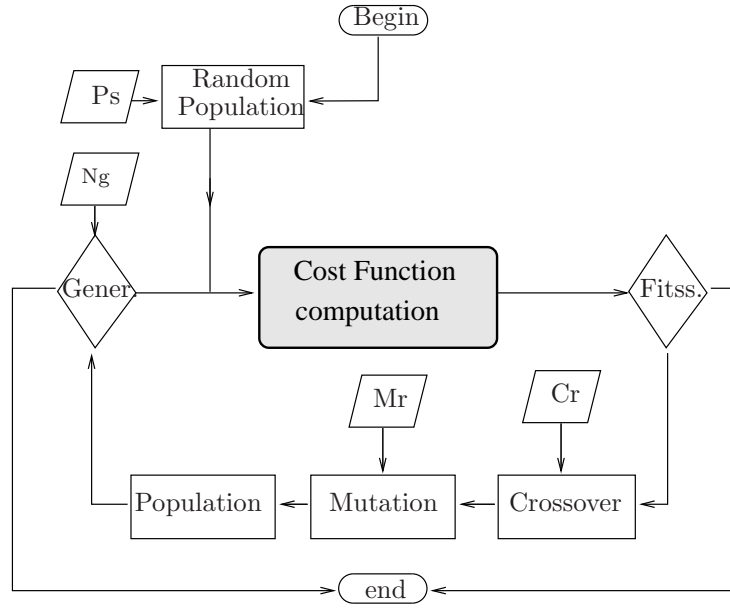 Begin
Ps
Random
Population
Ng
Gener.
Cost Function
computation
Fitss.
Mr
Cr
Population
Mutation
Crossover
end